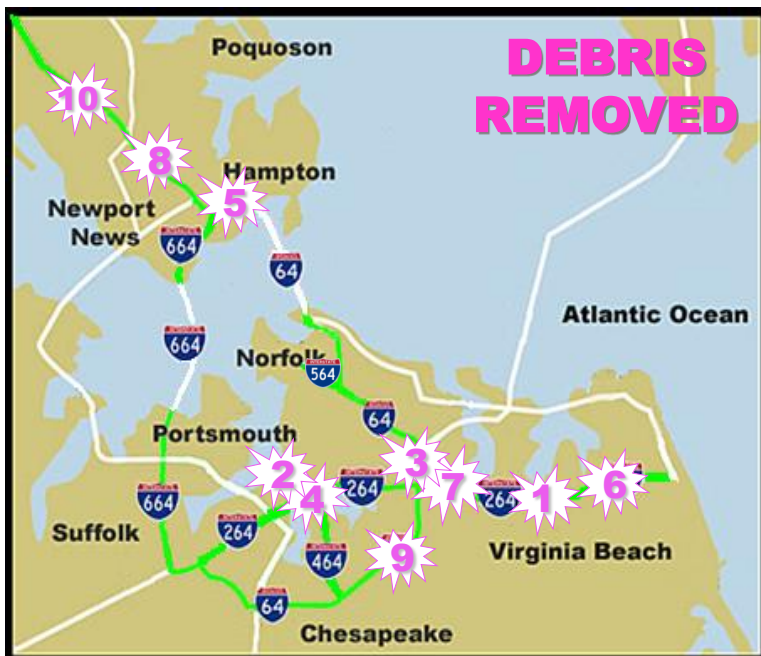 Poquoson
DEBRIS
REMOVED
10
8
Hampton
5
Newport
News
664
64
Atlantic Ocean
664
Norfolk
564
64
Portsmouth
3
2
264
7
6
4
664
264
1
Suffolk
264
464
9
Virginia Beach
64
Chesapeake